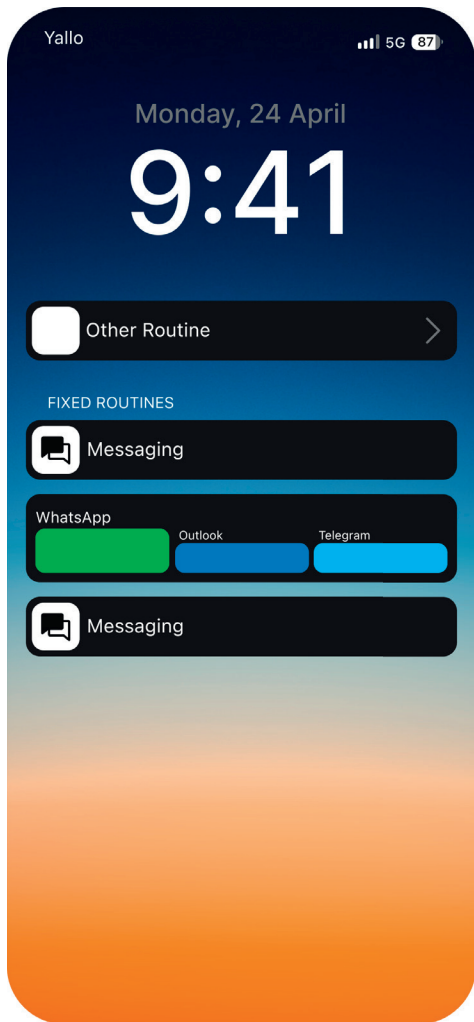 Yallo
5G 87
Monday, 24 April
9:41
Other Routine
FIXED ROUTINES
Messaging
WhatsApp
Outlook
Telegram
Messaging